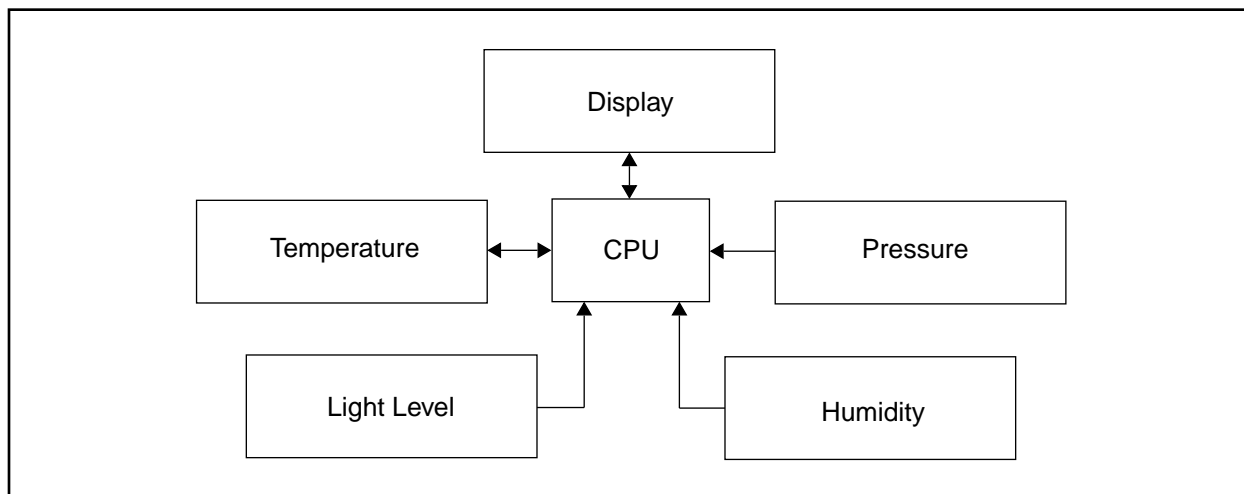 Display
Temperature
CPU
Pressure
Light Level
Humidity